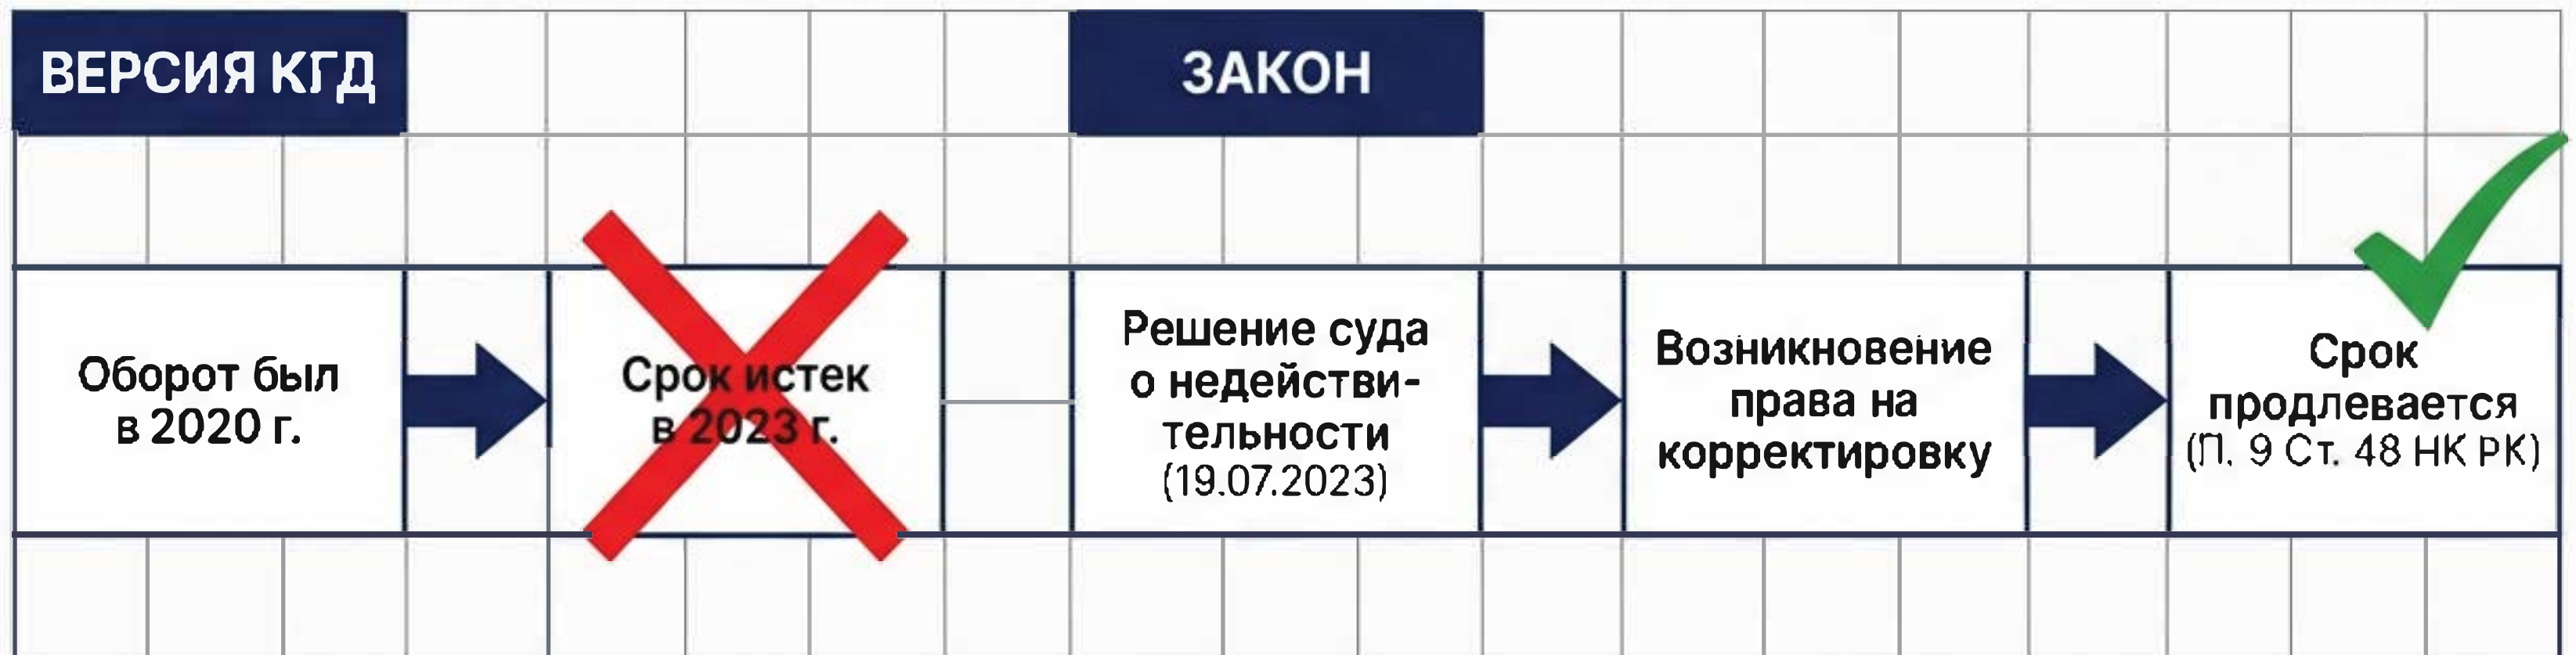 ВЕРСИЯ КГД
ЗАКОН
Оборот был
в 2020 г.
Срок истек
в 2023 г.
Решение суда
о недействи-
тельности
(19.07.2023)
Возникновение
права на
корректировку
Срок
продлевается
(П. 9 Ст. 48 НК РК)